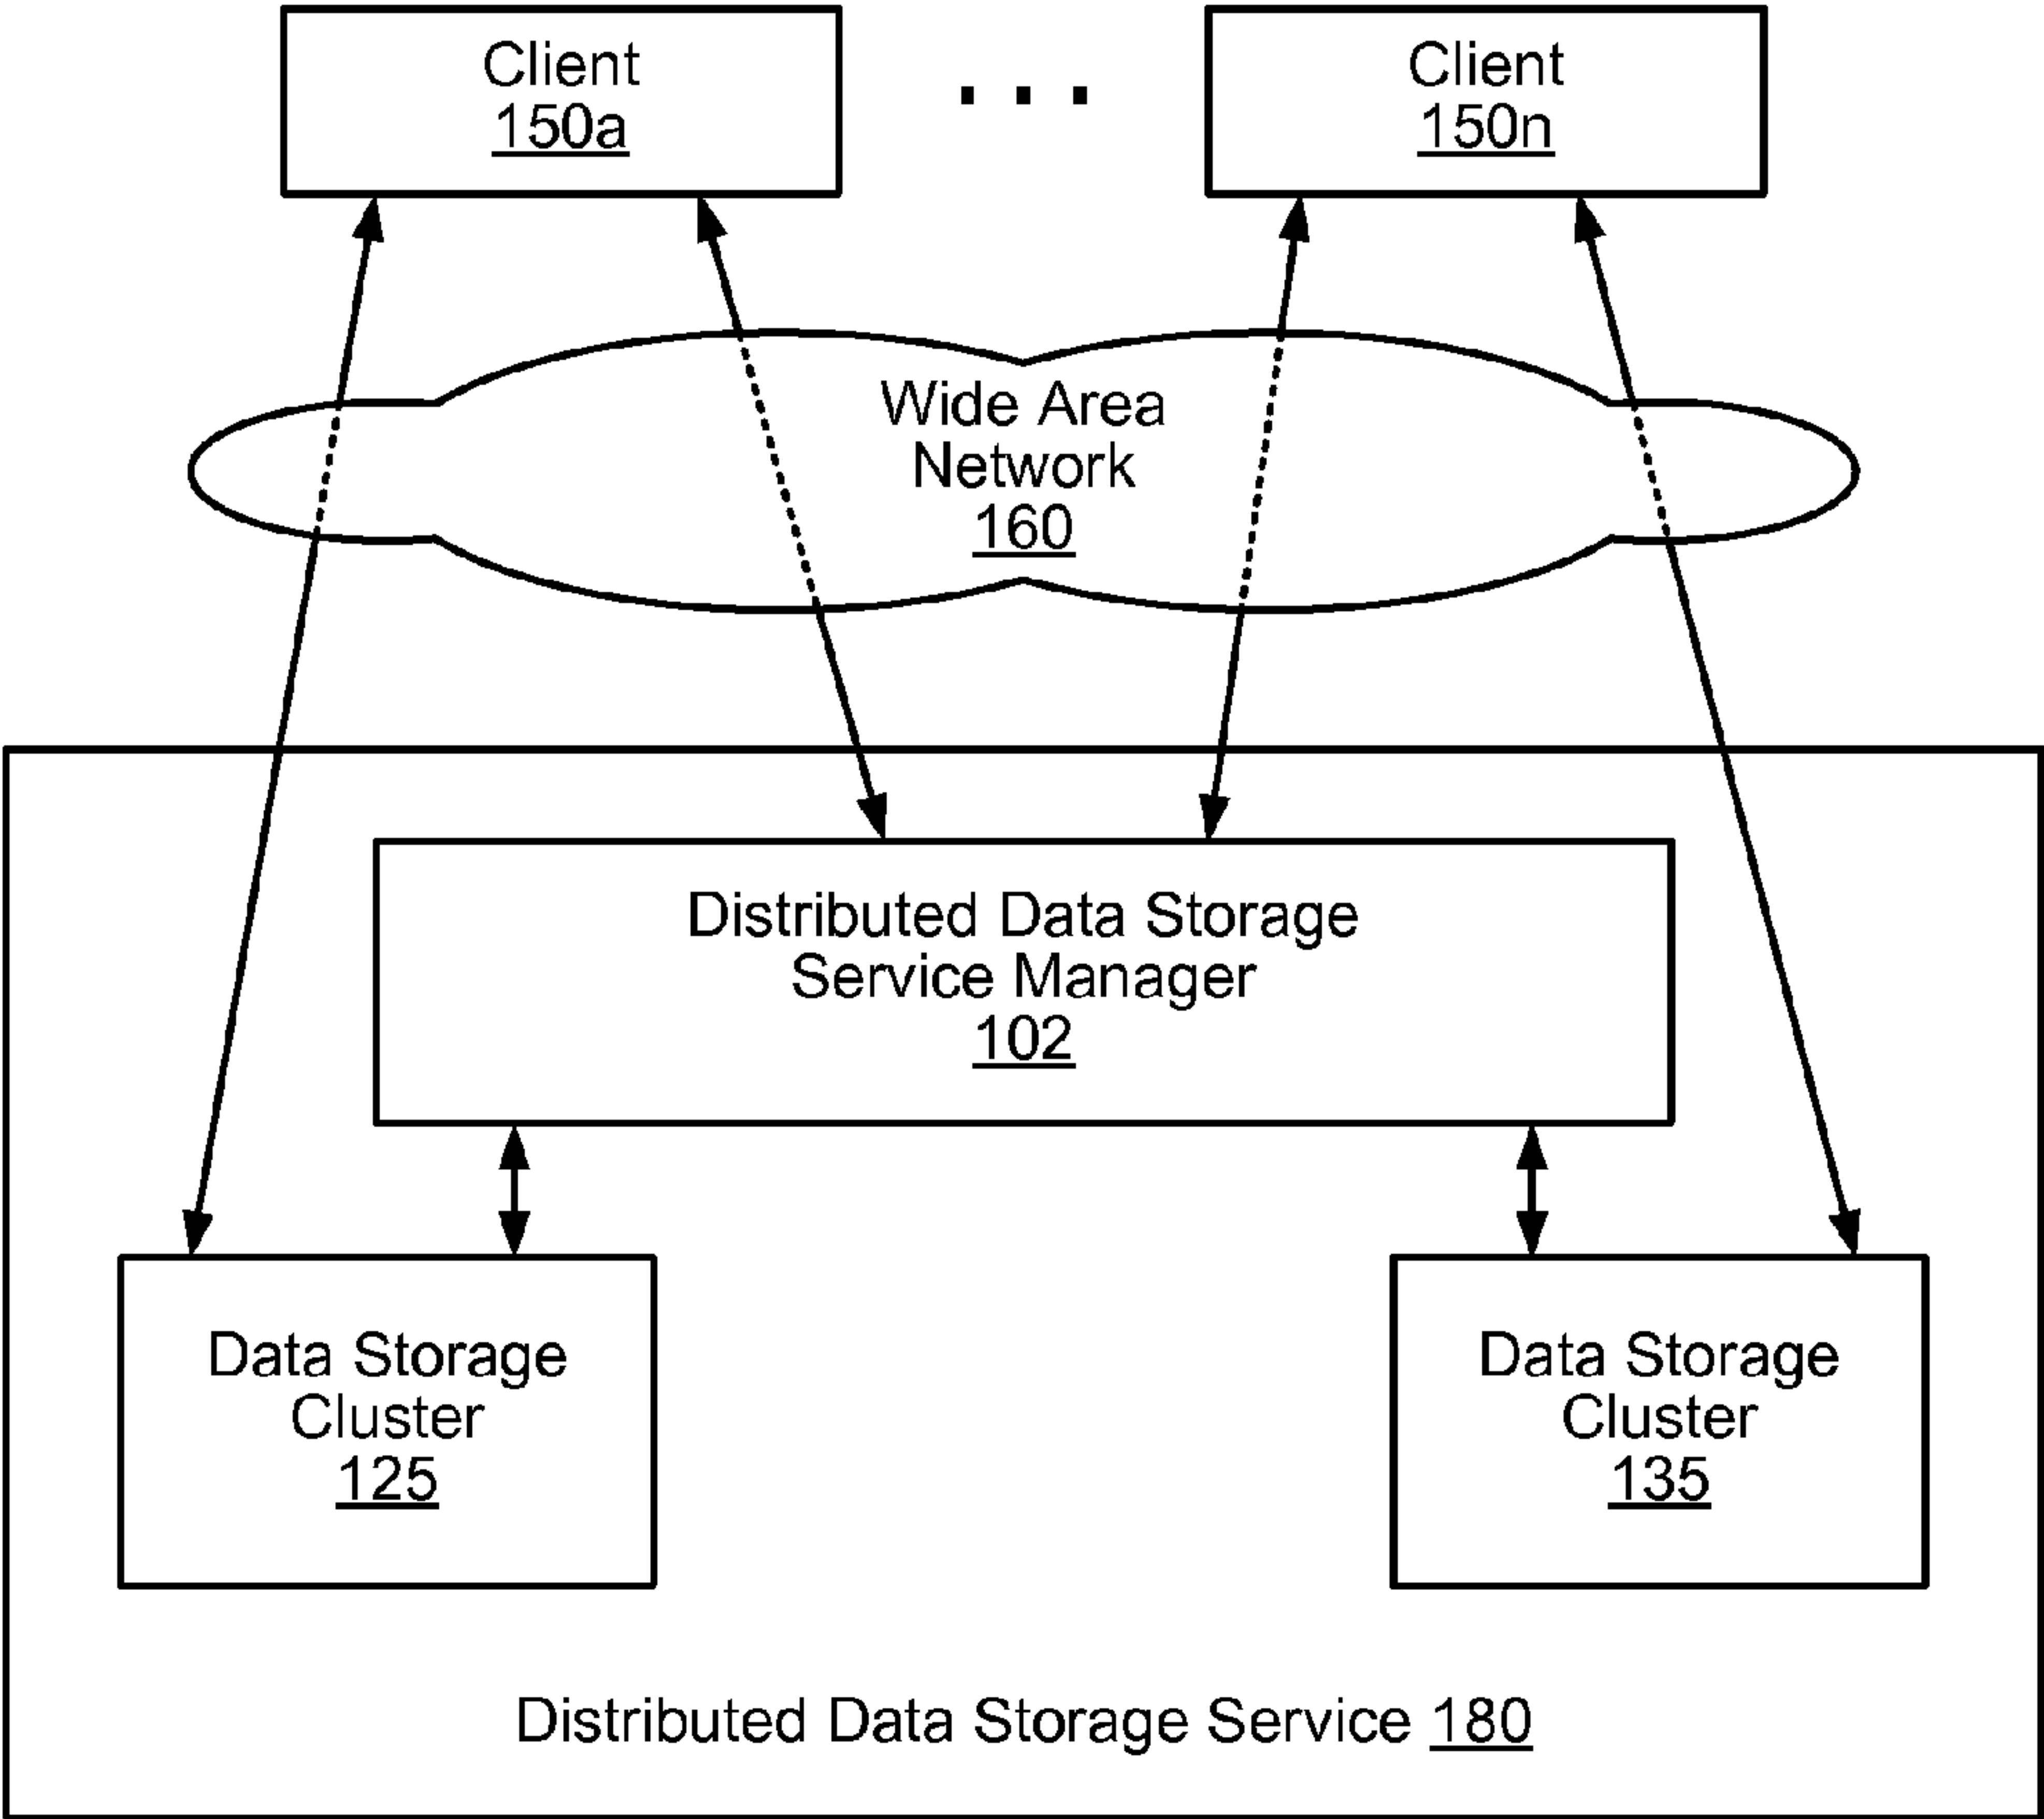 Client
150a
. . .
Client
150n
Wide Area
Network
160
Distributed Data Storage
Service Manager
102
Data Storage
Cluster
125
Data Storage
Cluster
135
Distributed Data Storage Service 180